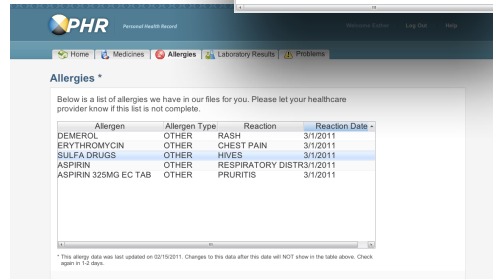 PHR Personal Health Record Welcome Esther Log Out Help
Home Medicines Allergies Laboratory Results Problems
Allergies *
Below is a list of allergies we have in our files for you. Please let your healthcare
provider know if this list is not complete.
Allergen Allergen Type Reaction Reaction Date
DEMEROL OTHER RASH 3/1/2011
ERYTHROMYCIN OTHER CHEST PAIN 3/1/2011
SULFA DRUGS OTHER HIVES 3/1/2011
ASPIRIN OTHER RESPIRATORY DISTR 3/1/2011
ASPIRIN 325MG EC TAB OTHER PRURITIS 3/1/2011
* This allergy data was last updated on 02/15/2011. Changes to this data after this date will NOT show in the table above. Check
again in 1-2 days.